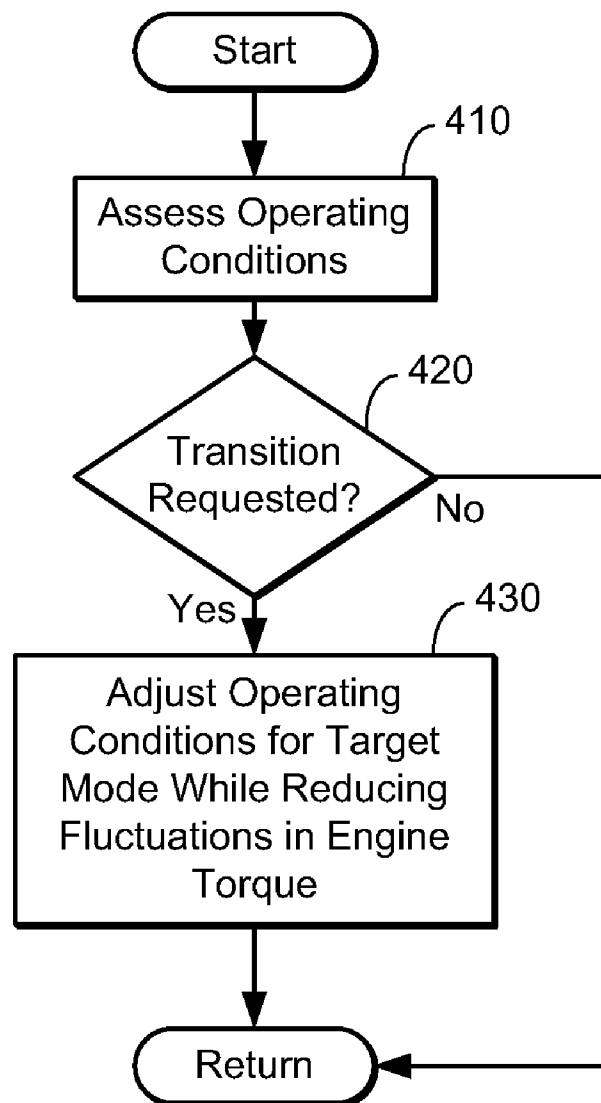 Start
410
Assess Operating
Conditions
420
Transition
Requested?
No
Yes
430
Adjust Operating
Conditions for Target
Mode While Reducing
Fluctuations in Engine
Torque
Return